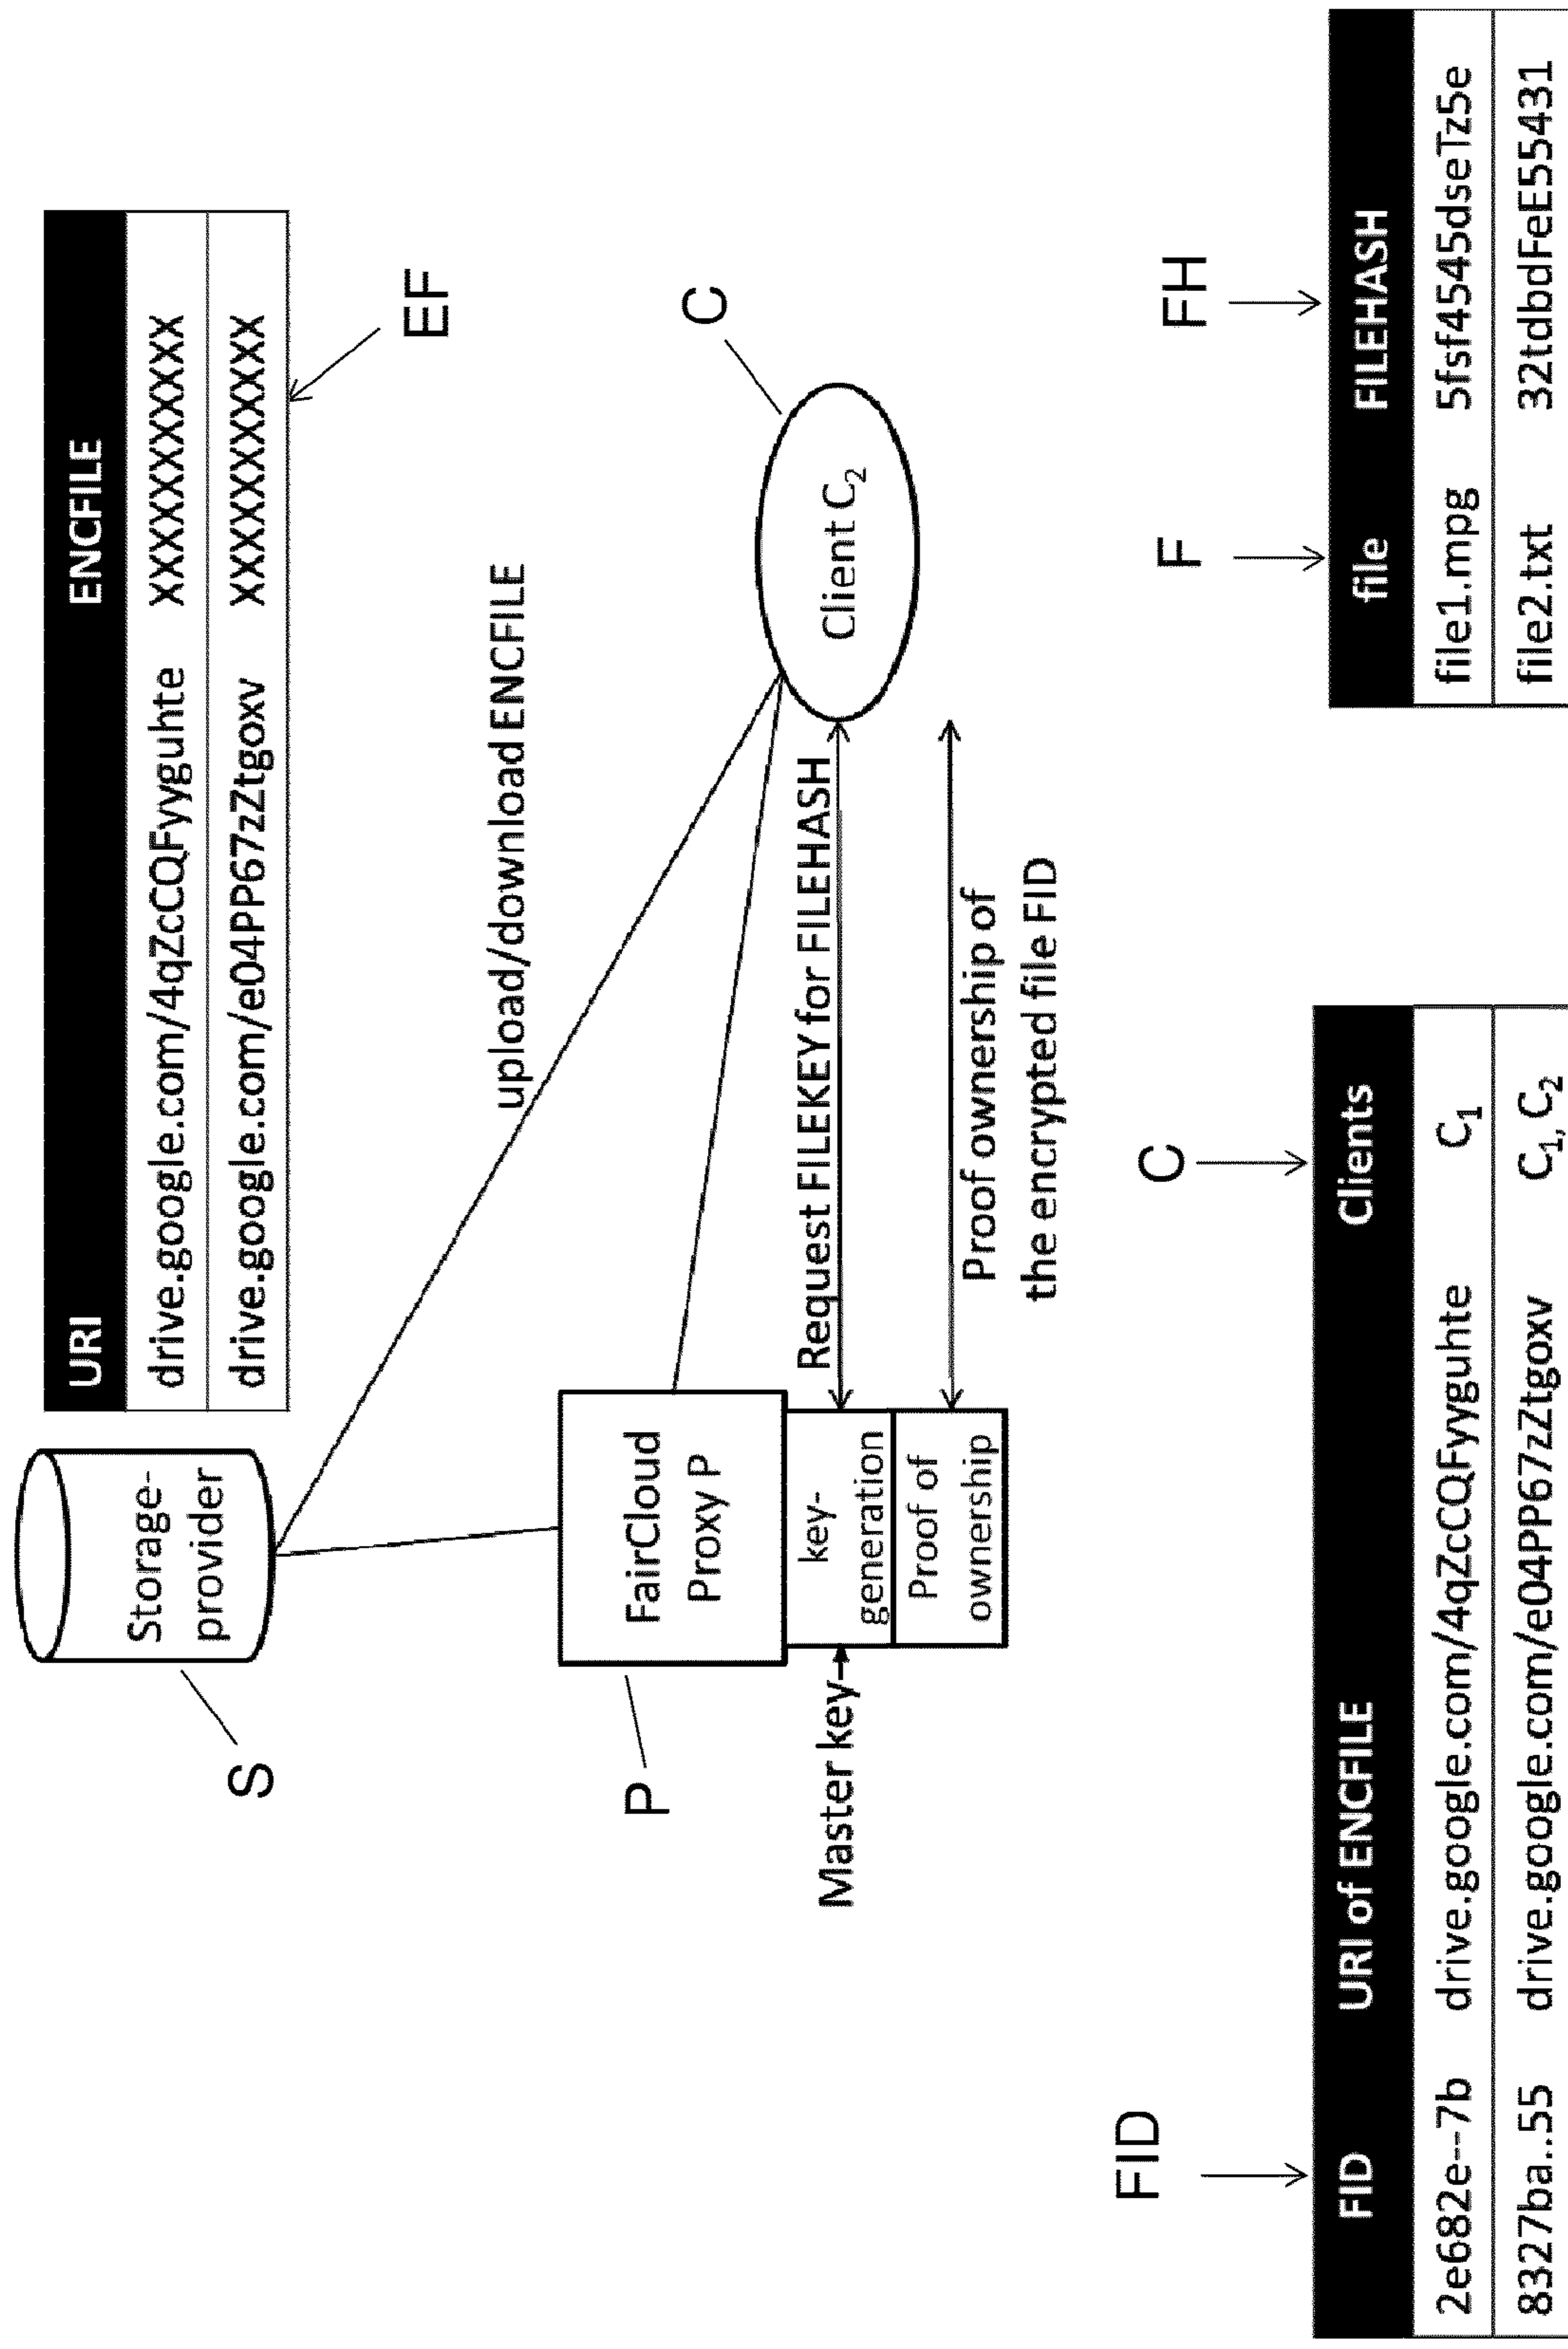 URI ENCFILE
drive.google.com/4qZcCQFyyguhte XXXXXXXXXX
drive.google.com/e04PP67zZtgoxv XXXXXXXXXX
EF
Storage-
provider
S
upload/download ENCFILE
C
Client C2
FairCloud
Proxy P
P
key-
generation
Proof of
ownership
Master key
Request FILEKEY for FILEHASH
Proof ownership of
the encrypted file FID
FID
C
FID URI of ENCFILE Clients
2e682e--7b drive.google.com/4qZcCQFyyguhte C1
8327ba..55 drive.google.com/e04PP67zZtgoxv C1, C2
F
FH
file FILEHASH
file1.mpg 5fsf4545dseTz5e
file2.txt 32tdbdFeE55431